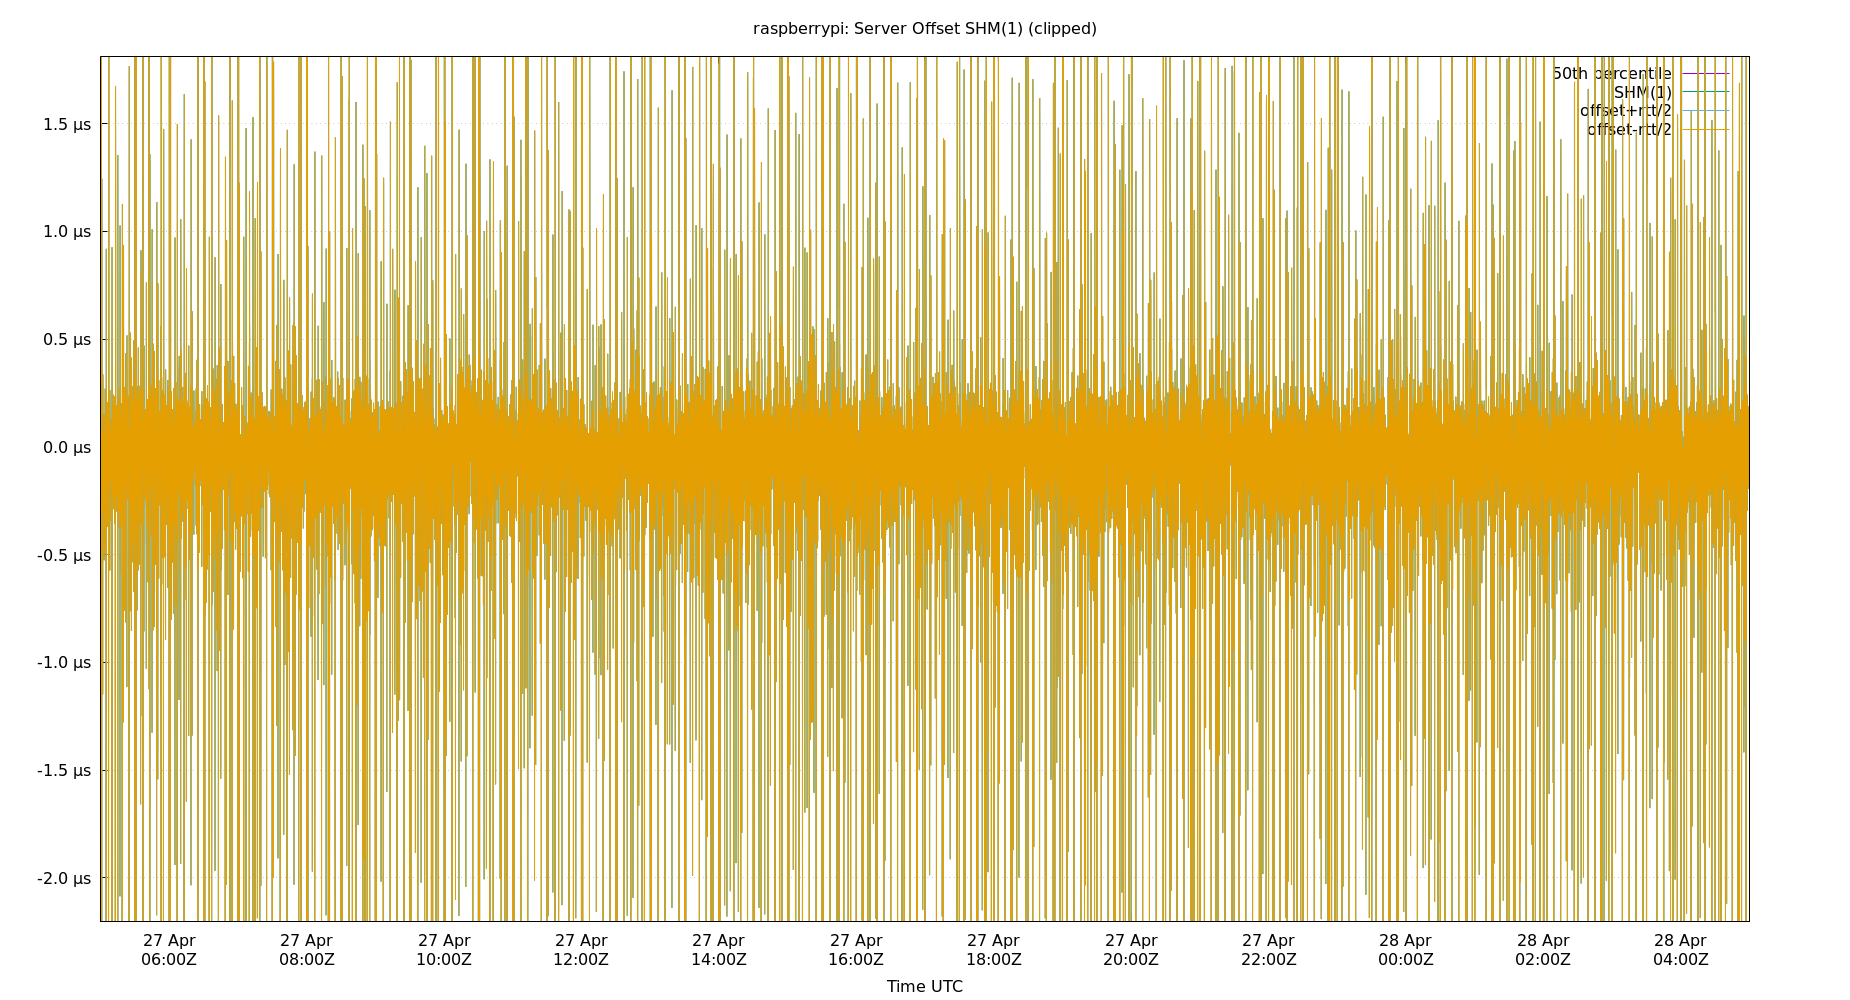 raspberrypi: Server Offset SHM(1) (clipped)
50th percentile
SHM(1)
offset+rtt/2
offset-rtt/2
1.5 µs
1.0 µs
0.5 µs
0.0 µs
-0.5 µs
-1.0 µs
-1.5 µs
-2.0 µs
27 Apr 27 Apr 27 Apr 27 Apr 27 Apr 27 Apr 27 Apr 27 Apr 27 Apr 28 Apr 28 Apr 28 Apr
06:00Z 08:00Z 10:00Z 12:00Z 14:00Z 16:00Z 18:00Z 20:00Z 22:00Z 00:00Z 02:00Z 04:00Z
Time UTC